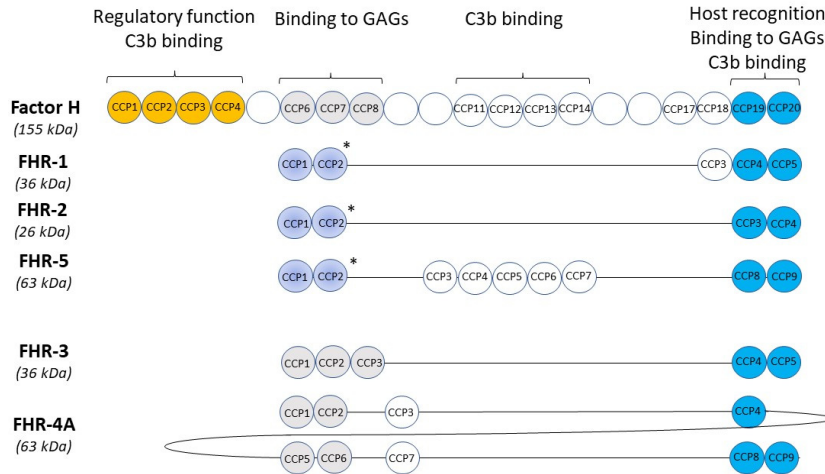 Regulatory function
C3b binding
Binding to GAGs
C3b binding
Host recognition
Binding to GAGs
C3b binding
Factor H
(155 kDa)
CCP1 CCP2 CCP3 CCP4 CCP6 CCP7 CCP8 CCP11 CCP12 CCP13 CCP14 CCP17 CCP18 CCP19 CCP20
FHR-1
(36 kDa)
CCP1 CCP2 * CCP3 CCP4 CCP5
FHR-2
(26 kDa)
CCP1 CCP2 * CCP3 CCP4
FHR-5
(63 kDa)
CCP1 CCP2 * CCP3 CCP4 CCP5 CCP6 CCP7 CCP8 CCP9
FHR-3
(36 kDa)
CCP1 CCP2 CCP3 CCP4 CCP5
FHR-4A
(63 kDa)
CCP1 CCP2 CCP3 CCP4
CCP5 CCP6 CCP7 CCP8 CCP9